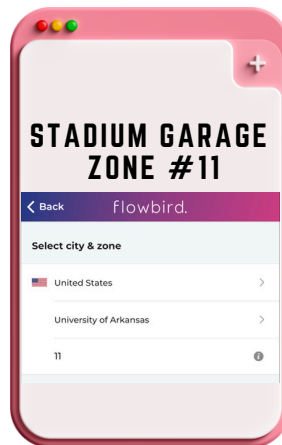 STADIUM GARAGE
ZONE #11
Back flowbird.
Select city & zone
United States
University of Arkansas
11